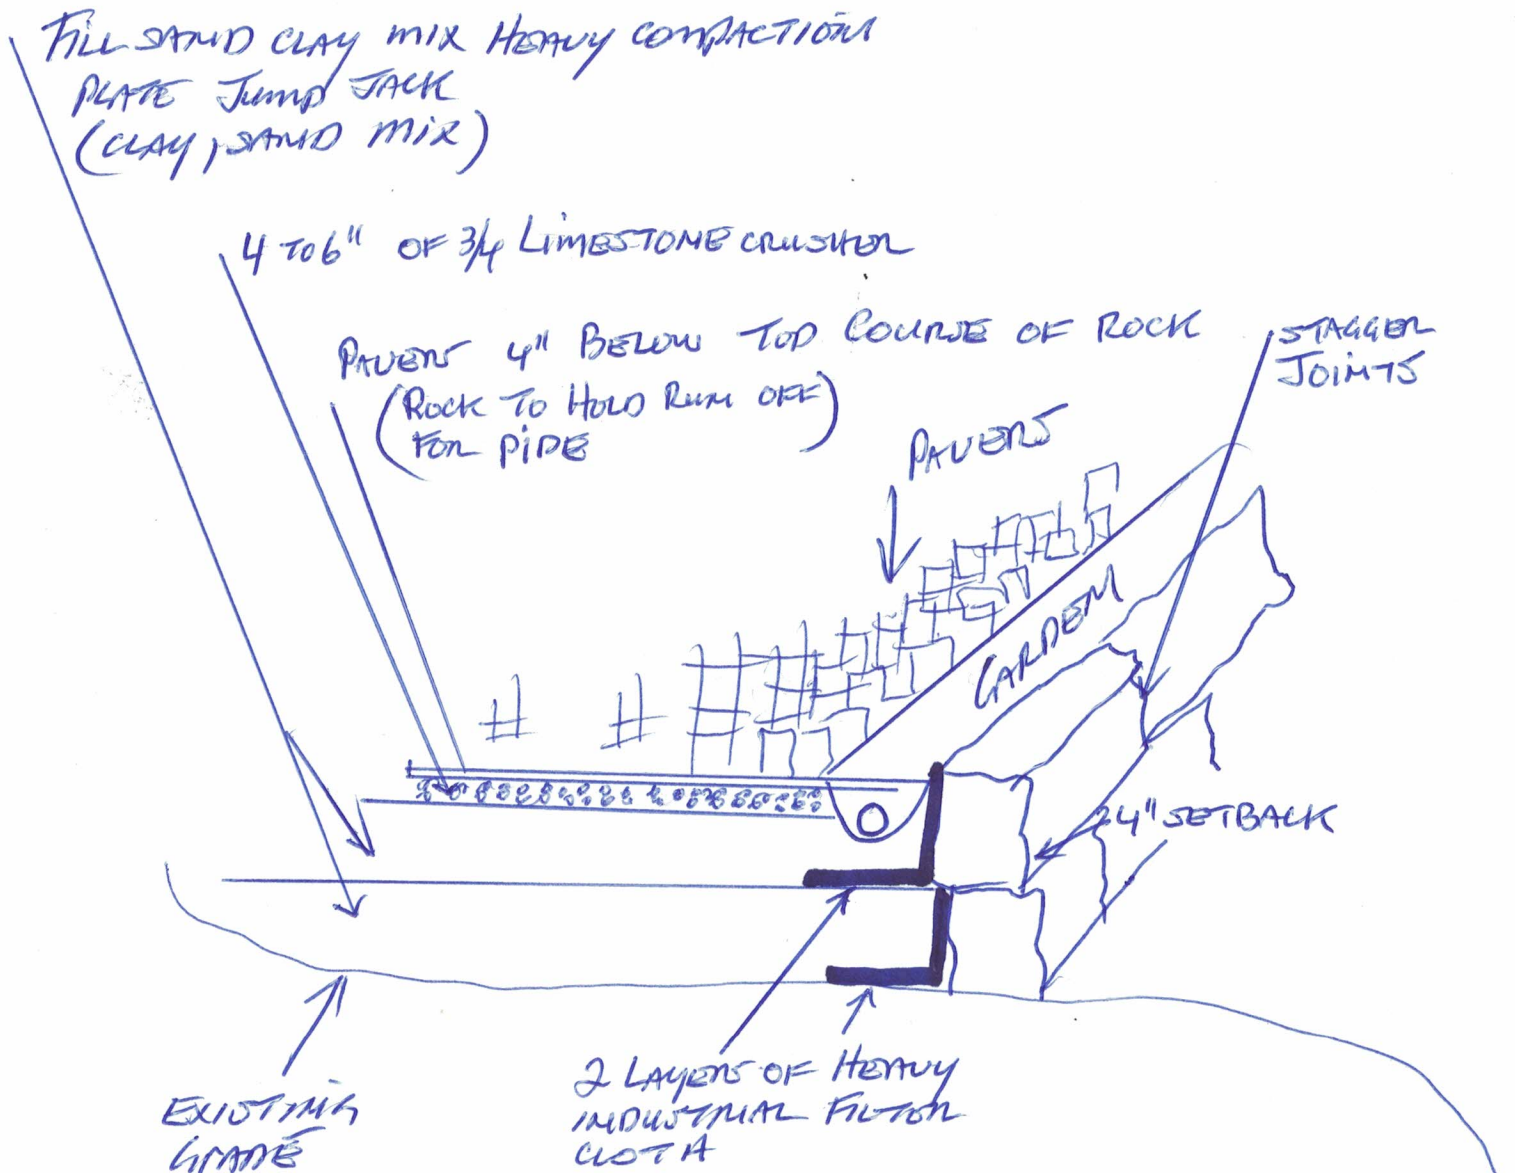 FILL SAND CLAY MIX HEAVY COMPACTION
PLATE JUMP JACK
(CLAY, SAND MIX)
4 TO 6" OF 3/4 LIMESTONE CRUSHER
PAVERS 4" BELOW TOP COURSE OF ROCK
(ROCK TO HOLD RUN OFF)
FOR PIPE
STAGGER
JOINTS
PAVERS
GARDEN
24" SETBACK
EXISTING
GRADE
2 LAYERS OF HEAVY
INDUSTRIAL FILTER
CLOTH